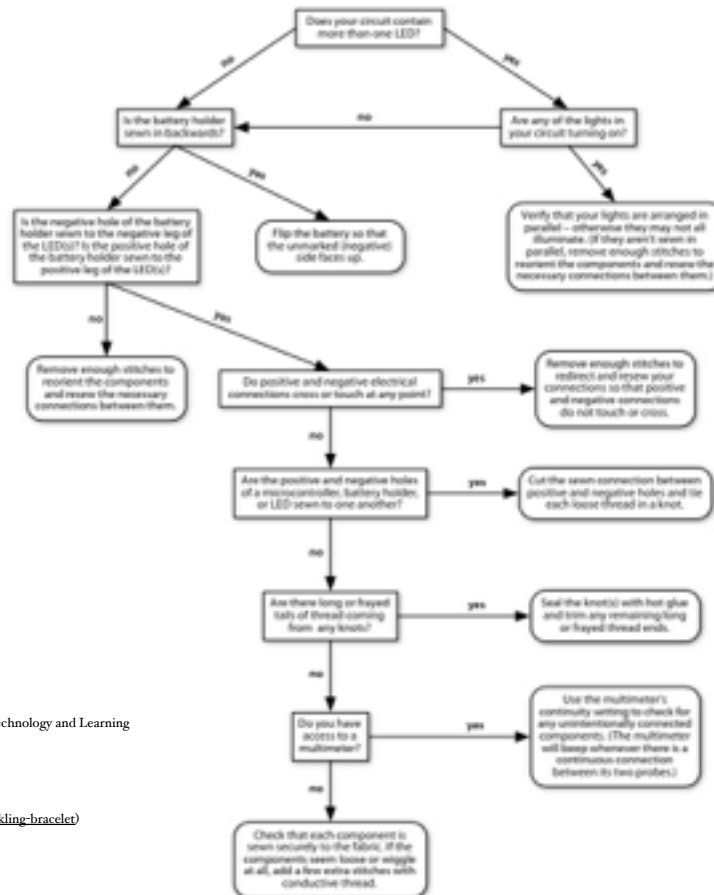 Does your circuit contain
more than one LED?
no
yes
Is the battery holder
sewn in backwards?
no
Are any of the lights in
your circuit turning on?
no
yes
yes
Is the negative hole of the battery
holder sewn to the negative leg of
the LED(s)? Is the positive hole of
the battery holder sewn to the
positive leg of the LED(s)?
Flip the battery so that
the unmarked (negative)
side faces up.
Verify that your lights are arranged in
parallel – otherwise they may not all
illuminate. (If they aren't sewn in
parallel, remove enough stitches to
reorient the components and resew the
necessary connections between them.)
no
yes
Remove enough stitches to
reorient the components
and resew the necessary
connections between them.
Do positive and negative electrical
connections cross or touch at any point?
yes
Remove enough stitches to
redirect and resew your
connections so that positive
and negative connections
do not touch or cross.
no
Are the positive and negative holes
of a microcontroller, battery holder,
or LED sewn to one another?
yes
Cut the sewn connection between
positive and negative holes and tie
each loose thread in a knot.
no
Are there long or frayed
tails of thread coming
from any knots?
yes
Seal the knot(s) with hot glue
and trim any remaining long
or frayed thread ends.
no
echnology and Learning
Do you have
access to a
multimeter?
yes
Use the multimeter's
continuity setting to check for
any unintentionally connected
components. (The multimeter
will beep whenever there is a
continuous connection
between its two probes.)
no
kling-bracelet)
Check that each component is
sewn securely to the fabric. If the
components seem loose or wiggle
at all, add a few extra stitches with
conductive thread.